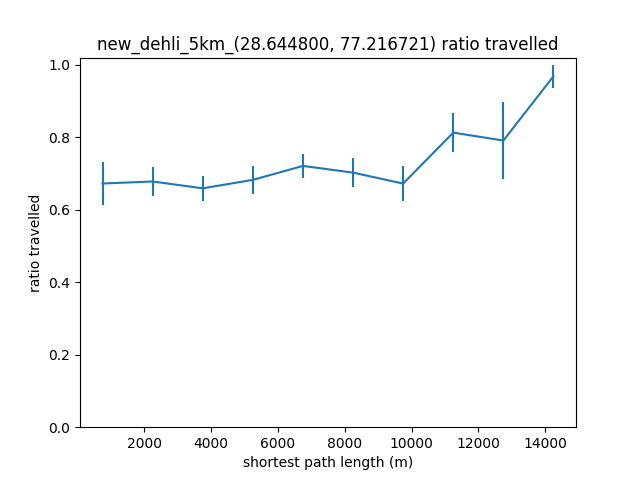 new_dehli_5km_(28.644800, 77.216721) ratio travelled
1.0
0.8
0.6
0.4
0.2
0.0
ratio travelled
2000 4000 6000 8000 10000 12000 14000
shortest path length (m)